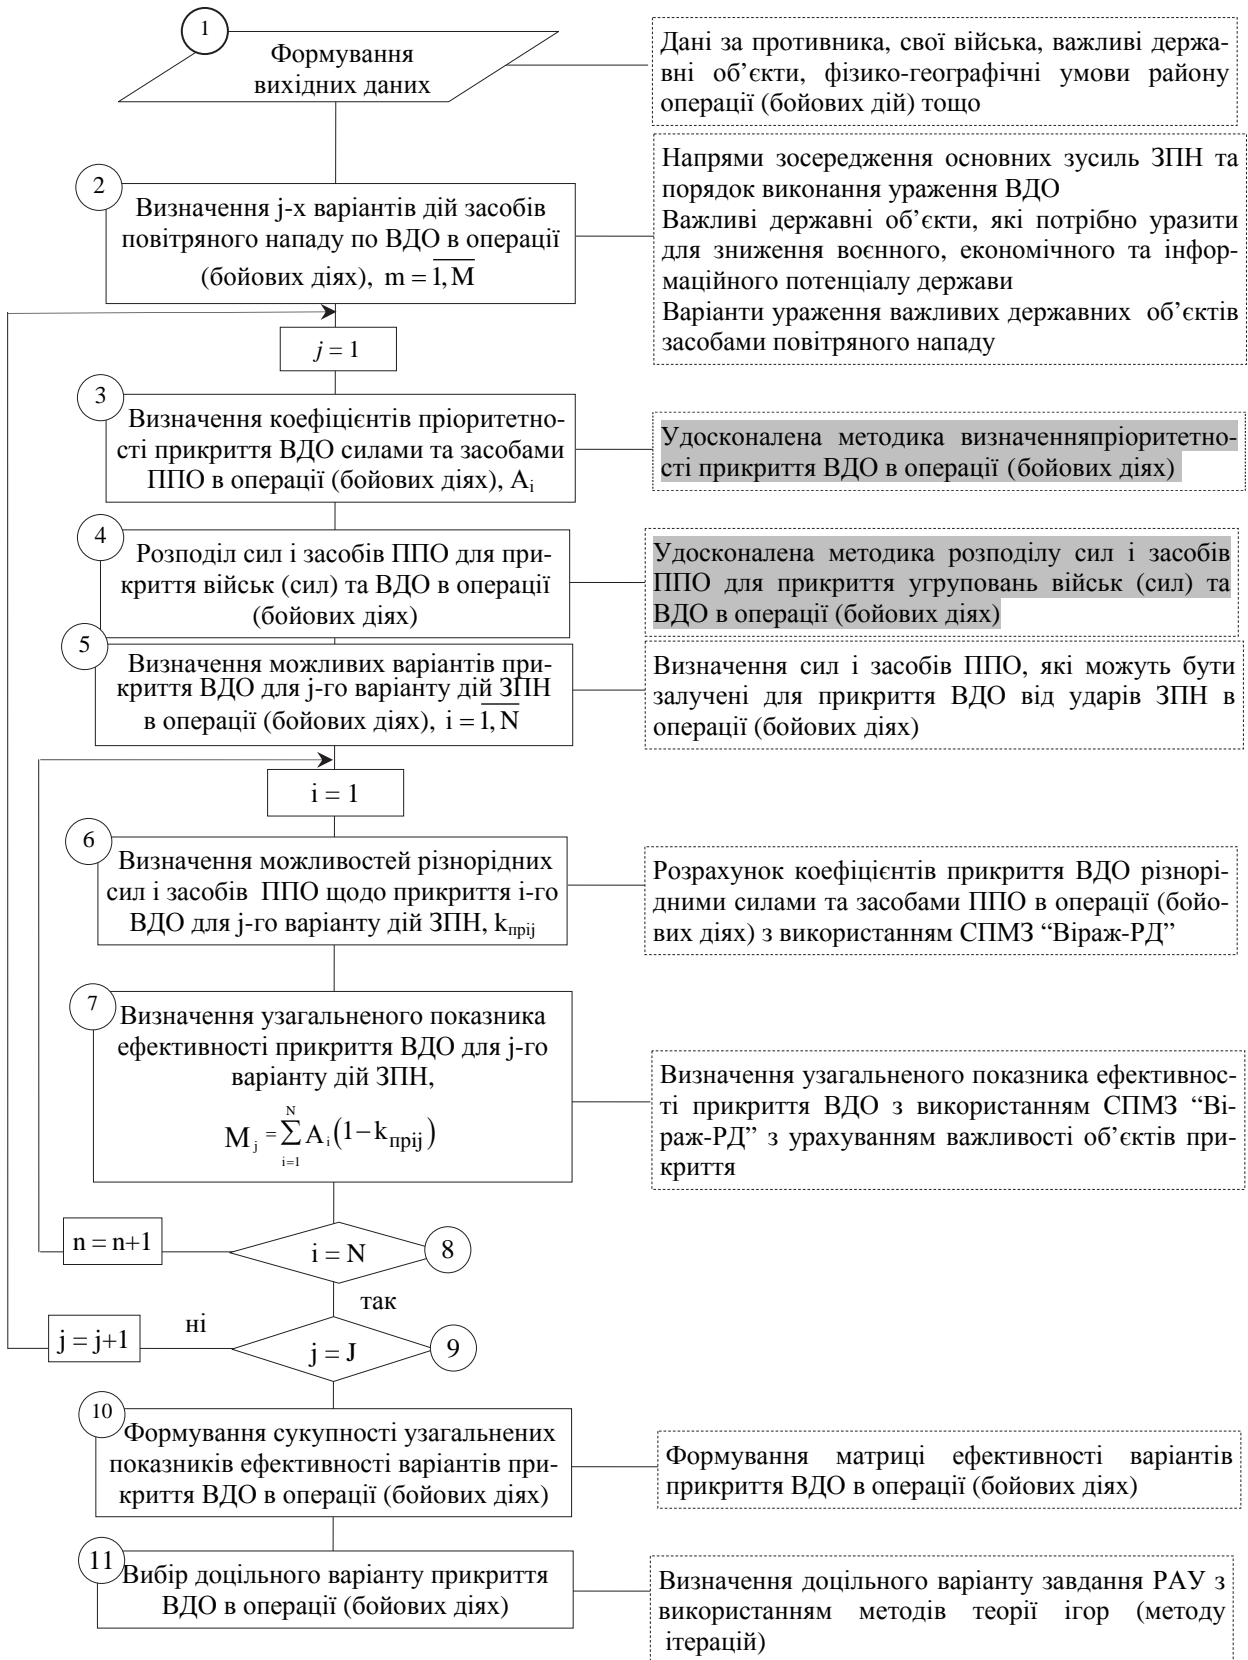 1
Формування
вихідних даних
Дані за противника, свої війська, важливі держа-
вні об’єкти, фізико-географічні умови району
операції (бойових дій) тощо
2
Визначення j-х варіантів дій засобів
повітряного нападу по ВДО в операції
(бойових діях), m = 1, M
Напрями зосередження основних зусиль ЗПН та
порядок виконання ураження ВДО
Важливі державні об’єкти, які потрібно уразити
для зниження воєнного, економічного та інфор-
маційного потенціалу держави
Варіанти ураження важливих державних об’єктів
засобами повітряного нападу
j = 1
3
Визначення коефіцієнтів пріоритетно-
сті прикриття ВДО силами та засобами
ППО в операції (бойових діях), Ai
Удосконалена методика визначенняпріоритетно-
сті прикриття ВДО в операції (бойових діях)
4
Розподіл сил і засобів ППО для при-
криття військ (сил) та ВДО в операції
(бойових діях)
Удосконалена методика розподілу сил і засобів
ППО для прикриття угруповань військ (сил) та
ВДО в операції (бойових діях)
5
Визначення можливих варіантів при-
криття ВДО для j-го варіанту дій ЗПН
в операції (бойових діях), i = 1, N
Визначення сил і засобів ППО, які можуть бути
залучені для прикриття ВДО від ударів ЗПН в
операції (бойових діях)
i = 1
6
Визначення можливостей різнорідних
сил і засобів ППО щодо прикриття i-го
ВДО для j-го варіанту дій ЗПН, kпріj
Розрахунок коефіцієнтів прикриття ВДО різнорі-
дними силами та засобами ППО в операції (бойо-
вих діях) з використанням СПМЗ “Віраж-РД”
7
Визначення узагальненого показника
ефективності прикриття ВДО для j-го
варіанту дій ЗПН,
M j = N ∑ i=1 A i (1 − kпріj)
Визначення узагальненого показника ефективнос-
ті прикриття ВДО з використанням СПМЗ “Ві-
раж-РД” з урахуванням важливості об’єктів при-
криття
n = n+1
i = N
8
так
j = j+1
ні
j = J
9
10
Формування сукупності узагальнених
показників ефективності варіантів при-
криття ВДО в операції (бойових діях)
Формування матриці ефективності варіантів
прикриття ВДО в операції (бойових діях)
11
Вибір доцільного варіанту прикриття
ВДО в операції (бойових діях)
Визначення доцільного варіанту завдання РАУ з
використанням методів теорії ігор (методу
ітерацій)